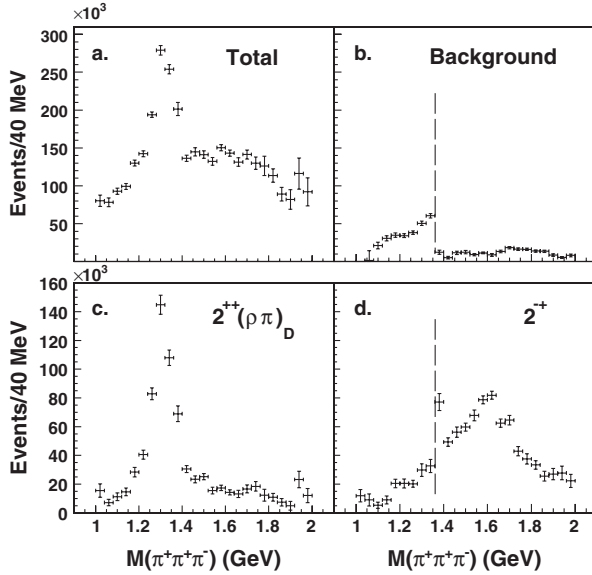 ×10³
a.
Total
b.
Background
300
250
200
150
100
50
Events/40 MeV
×10³
c.
2⁺⁺(ρπ)_D
d.
2⁻⁺
160
140
120
100
80
60
40
20
0
Events/40 MeV
1 1.2 1.4 1.6 1.8 2
1 1.2 1.4 1.6 1.8 2
M(π⁺π⁺π⁻) (GeV)
M(π⁺π⁺π⁻) (GeV)